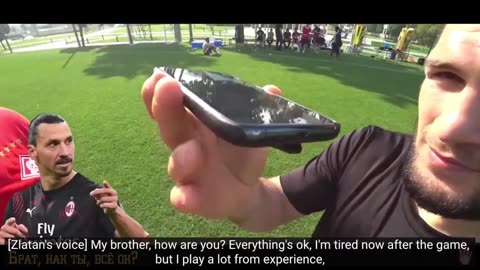 Fly
Emirates
[Zlatan's voice] My brother, how are you? Everything's ok, I'm tired now after the game,
but I play a lot from experience,
БРАТ, КАК ТЫ, ВСЁ ОК?